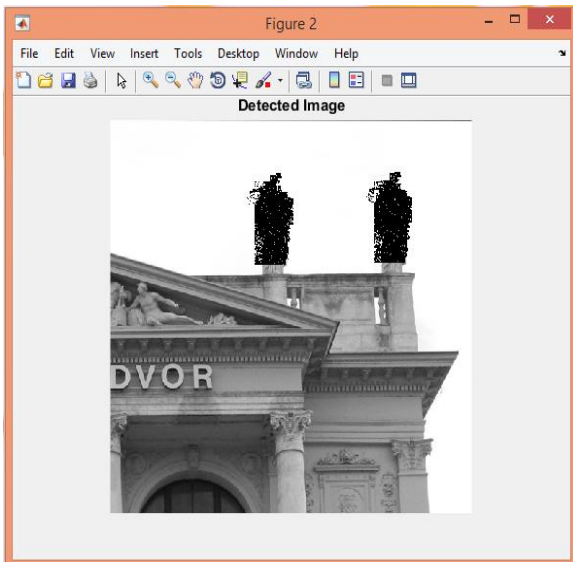 Figure 2
File Edit View Insert Tools Desktop Window Help
Detected Image
DVOR